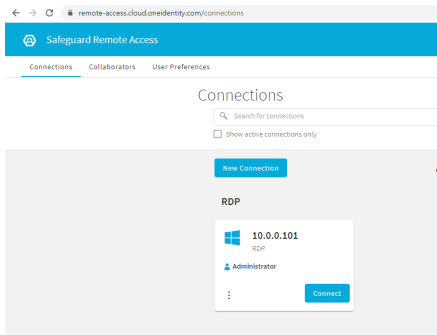 remote-access.cloud.oneidentity.com/connections
Safeguard Remote Access
Connections Collaborators User Preferences
Connections
Search for connections
Show active connections only
New Connection
RDP
10.0.0.101
RDP
Administrator
Connect